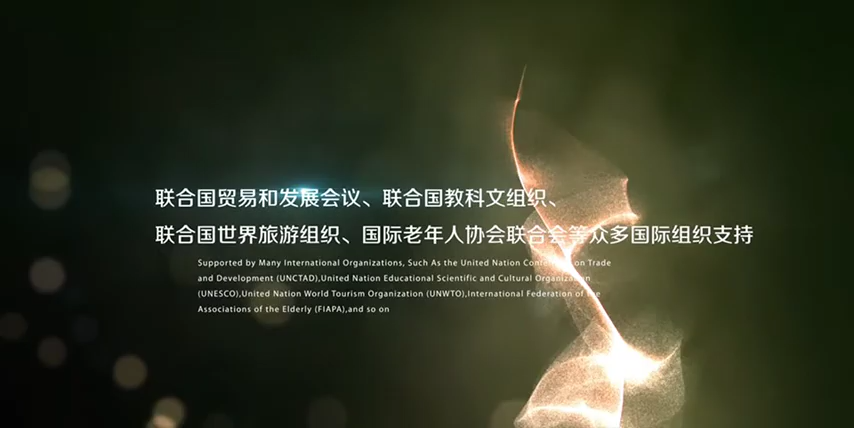 联合国贸易和发展会议、联合国教科文组织、
联合国世界旅游组织、国际老年人协会联合会等众多国际组织支持
Supported by Many International Organizations, Such As the United Nation Conference on Trade
and Development (UNCTAD),United Nation Educational Scientific and Cultural Organization
(UNESCO),United Nation World Tourism Organization (UNWTO),International Federation of the
Associations of the Elderly (FIAPA),and so on